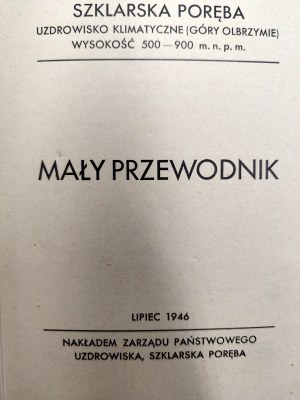 SZKLARSKA PORĘBA
UZDROWISKO KLIMATYCZNE (GÓRY OLBRZYMIE)
WYSOKOŚĆ 500 — 900 m. n. p. m.
MAŁY PRZEWODNIK
LIPIEC 1946
NAKŁADEM ZARZĄDU PAŃSTWOWEGO
UZDROWISKA, SZKLARSKA PORĘBA